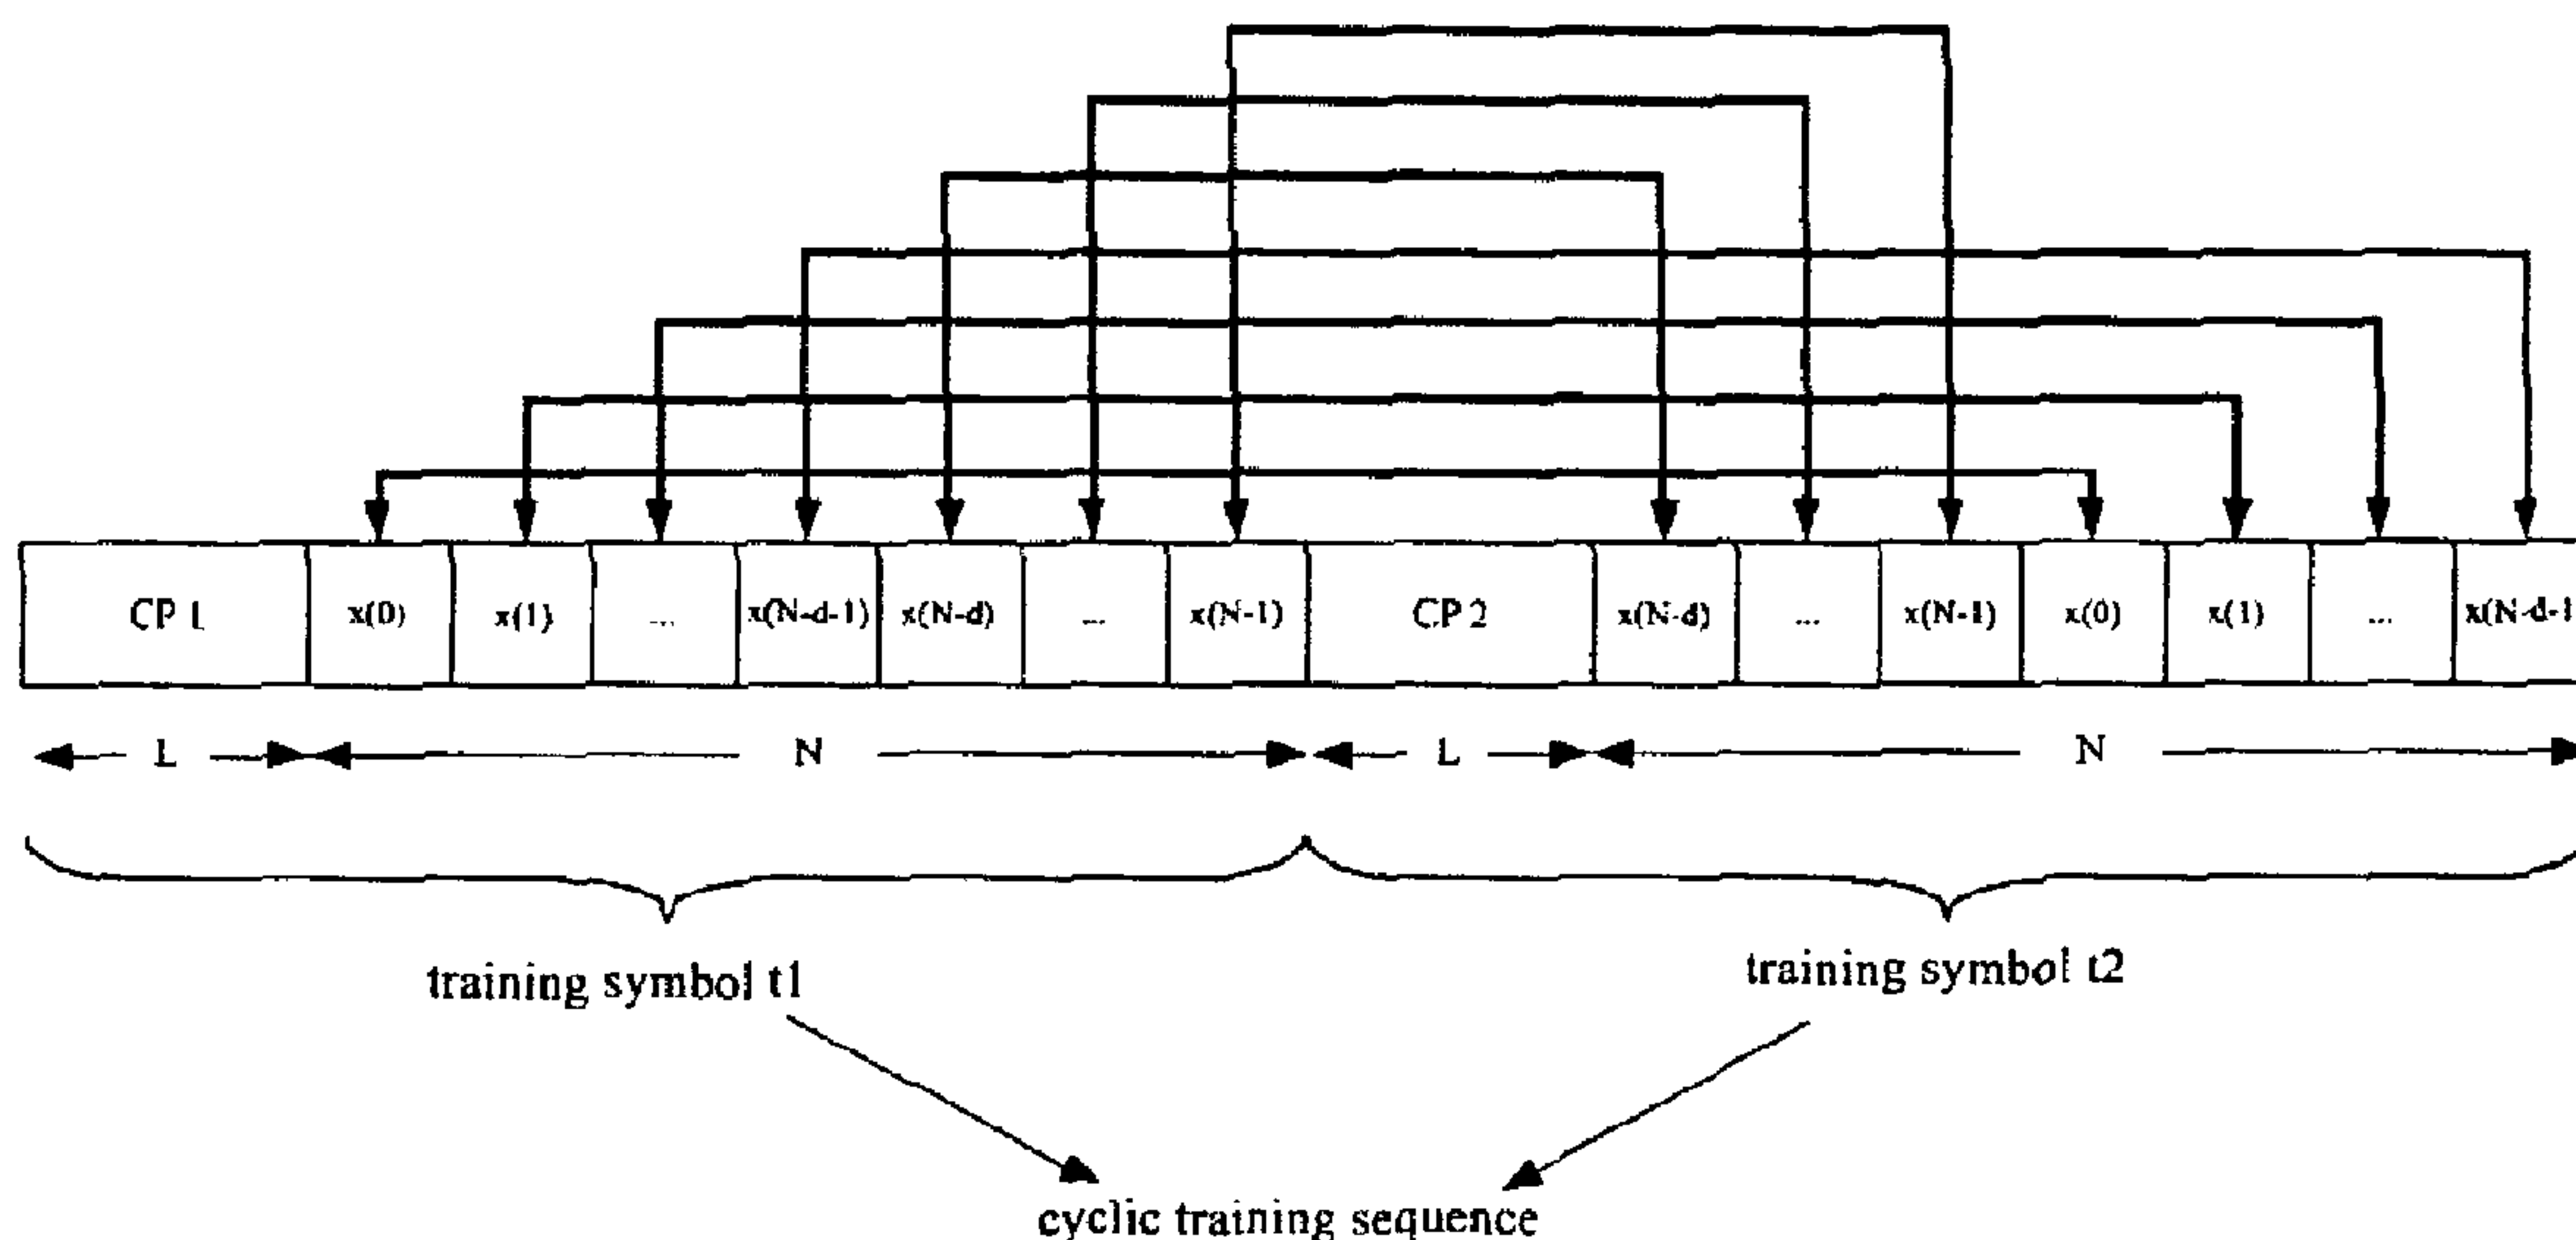 CP 1 x(0) x(1) ... x(N-d-1) x(N-d) ... x(N-1) CP 2 x(N-d) ... x(N-1) x(0) x(1) ... x(N-d-1
L N L N
training symbol t1 training symbol t2
cyclic training sequence